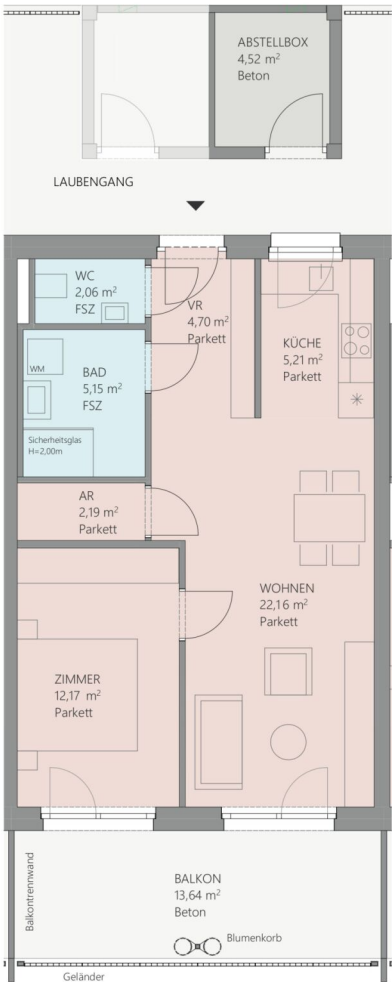 ABSTELLBOX
4,52 m²
Beton
LAUBENGANG
WC
2,06 m²
FSZ
VR
4,70 m²
Parkett
KÜCHE
5,21 m²
Parkett
WM
BAD
5,15 m²
FSZ
Sicherheitsglas
H=2,00m
AR
2,19 m²
Parkett
WOHNEN
22,16 m²
Parkett
ZIMMER
12,17 m²
Parkett
Balkontrennwand
BALKON
13,64 m²
Beton
Blumenkorb
Geländer